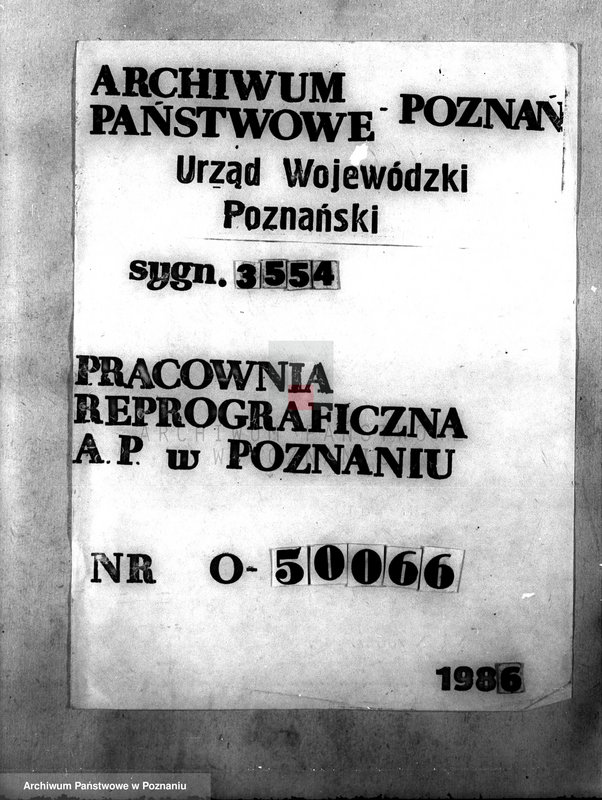 ARCHIWUM
PAŃSTWOWE - POZNAŃ
Urząd Wojewódzki
Poznański
sygn. 3554
PRACOWNIA
REPROGRAFICZNA
A.P. w POZNANIU
NR O-50066
1986
Archiwum Państwowe w Poznaniu